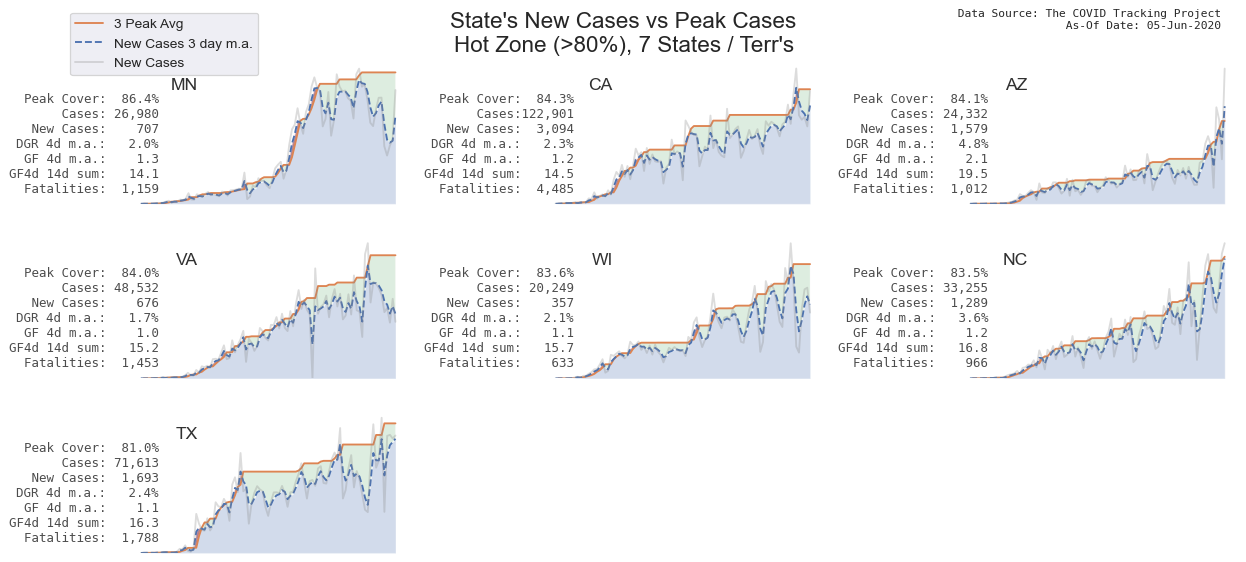 3 Peak Avg
New Cases 3 day m.a.
New Cases
State's New Cases vs Peak Cases
Hot Zone (>80%), 7 States / Terr's
Data Source: The COVID Tracking Project
As-Of Date: 05-Jun-2020
MN
Peak Cover: 86.4%
Cases: 26,980
New Cases: 707
DGR 4d m.a.: 2.0%
GF 4d m.a.: 1.3
GF4d 14d sum: 14.1
Fatalities: 1,159
CA
Peak Cover: 84.3%
Cases:122,901
New Cases: 3,094
DGR 4d m.a.: 2.3%
GF 4d m.a.: 1.2
GF4d 14d sum: 14.5
Fatalities: 4,485
AZ
Peak Cover: 84.1%
Cases: 24,332
New Cases: 1,579
DGR 4d m.a.: 4.8%
GF 4d m.a.: 2.1
GF4d 14d sum: 19.5
Fatalities: 1,012
VA
Peak Cover: 84.0%
Cases: 48,532
New Cases: 676
DGR 4d m.a.: 1.7%
GF 4d m.a.: 1.0
GF4d 14d sum: 15.2
Fatalities: 1,453
WI
Peak Cover: 83.6%
Cases: 20,249
New Cases: 357
DGR 4d m.a.: 2.1%
GF 4d m.a.: 1.1
GF4d 14d sum: 15.7
Fatalities: 633
NC
Peak Cover: 83.5%
Cases: 33,255
New Cases: 1,289
DGR 4d m.a.: 3.6%
GF 4d m.a.: 1.2
GF4d 14d sum: 16.8
Fatalities: 966
TX
Peak Cover: 81.0%
Cases: 71,613
New Cases: 1,693
DGR 4d m.a.: 2.4%
GF 4d m.a.: 1.1
GF4d 14d sum: 16.3
Fatalities: 1,788